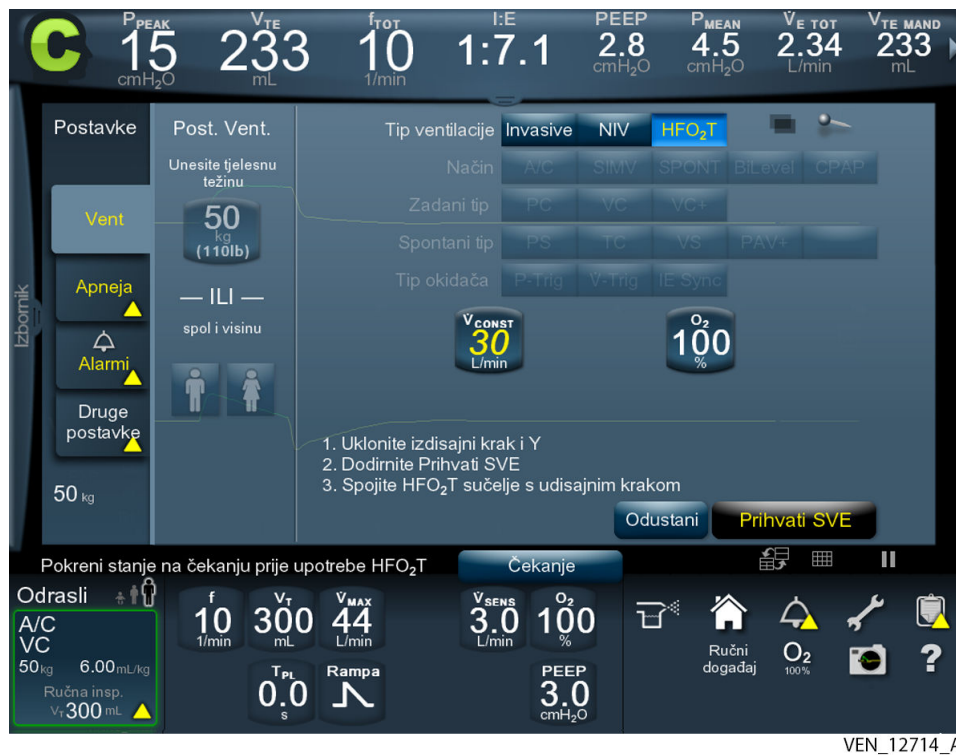 PPEAK VTE fTOT I:E PEEP PMEAN V̇E TOT VTE MAND
15 233 10 1:7.1 2.8 4.5 2.34 233
cmH2O mL 1/min cmH2O cmH2O L/min mL
Izbornik
Postavke
Vent
Apneja
Alarmi
Druge
postavke
50 kg
Post. Vent.
Unesite tjelesnu
težinu
50
kg
(110lb)
— ILI —
spol i visinu
Tip ventilacije Invasive NIV HFO2T
Način A/C SIMV SPONT BiLevel CPAP
Zadani tip PC VC VC+
Spontani tip PS TC VS PAV+
Tip okidača P-Trig V̇-Trig IE Sync
V̇CONST
30
L/min
O2
100
%
1. Uklonite izdisajni krak i Y
2. Dodirnite Prihvati SVE
3. Spojite HFO2T sučelje s udisajnim krakom
Odustani Prihvati SVE
Pokreni stanje na čekanju prije upotrebe HFO2T Čekanje
Odrasli
A/C
VC
50 kg 6.00 mL/kg
Ručna insp.
VT 300 mL
f VT V̇MAX V̇SENS O2
10 300 44 3.0 100
1/min mL L/min L/min %
TPL Rampa PEEP
0.0 3.0
s cmH2O
Ručni
događaj
O2
100%
?
VEN_12714_A